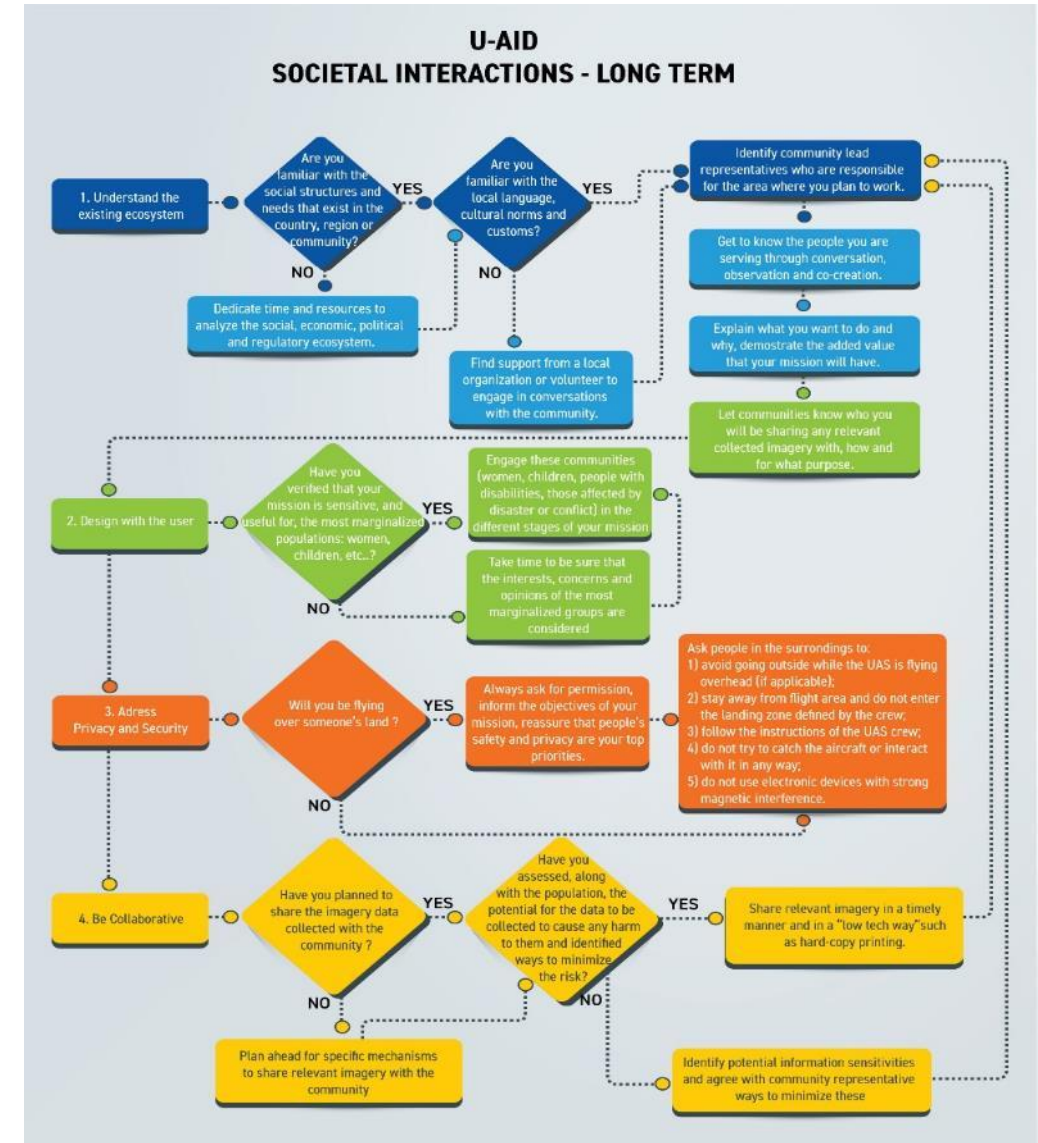 U-AID
SOCIETAL INTERACTIONS - LONG TERM
1. Understand the
existing ecosystem
Are you
familiar with the
social structures and
needs that exist in the
country, region or
community?
YES
NO
Dedicate time and resources to
analyze the social, economic, political
and regulatory ecosystem.
Are you
familiar with the
local language,
cultural norms and
customs?
YES
NO
Find support from a local
organization or volunteer to
engage in conversations
with the community.
Identify community lead
representatives who are responsible
for the area where you plan to work.
Get to know the people you are
serving through conversation,
observation and co-creation.
Explain what you want to do and
why, demostrate the added value
that your mission will have.
Let communities know who you
will be sharing any relevant
collected imagery with, how and
for what purpose.
2. Design with the user
Have you
verified that your
mission is sensitive, and
useful for, the most marginalized
populations: women,
children, etc..?
YES
NO
Engage these communities
(women, children, people with
disabilities, those affected by
disaster or conflict) in the
different stages of your mission
Take time to be sure that
the interests, concerns and
opinions of the most
marginalized groups are
considered
3. Adress
Privacy and Security
Will you be flying
over someone's land ?
YES
NO
Always ask for permission,
inform the objectives of your
mission, reassure that people's
safety and privacy are your top
priorities.
Ask people in the surrondings to:
1) avoid going outside while the UAS is flying
overhead (if applicable);
2) stay away from flight area and do not enter
the landing zone defined by the crew;
3) follow the instructions of the UAS crew;
4) do not try to catch the aircraft or interact
with it in any way;
5) do not use electronic devices with strong
magnetic interference.
4. Be Collaborative
Have you planned to
share the imagery data
collected with the
community ?
YES
NO
Plan ahead for specific mechanisms
to share relevant imagery with the
community
Have you
assessed, along
with the population, the
potential for the data to be
collected to cause any harm
to them and identified
ways to minimize
the risk?
YES
NO
Share relevant imagery in a timely
manner and in a "low tech way"such
as hard-copy printing.
Identify potential information sensitivities
and agree with community representative
ways to minimize these